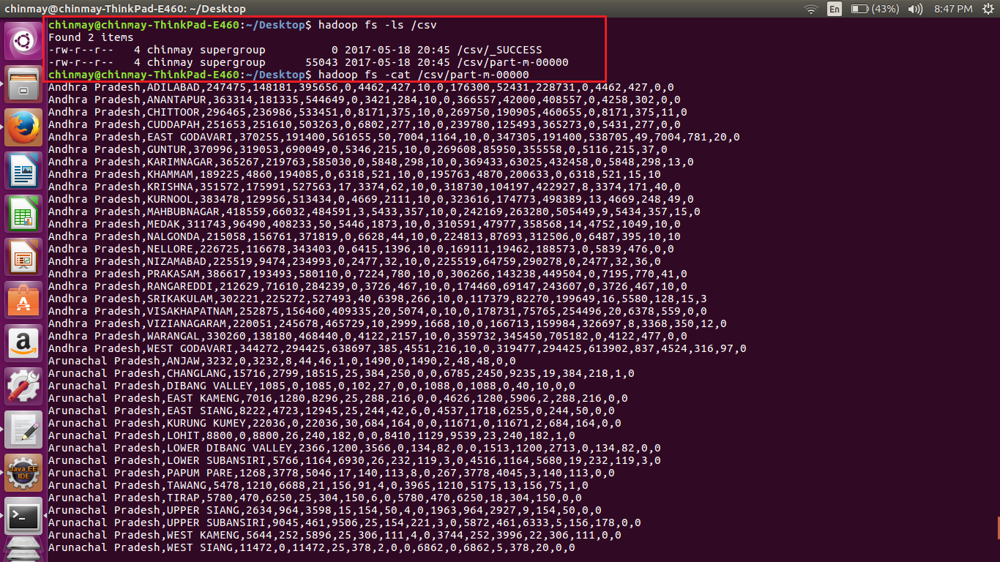 chinmay@chinmay-ThinkPad-E460: ~/Desktop
En
(43%)
8:47 PM
chinmay@chinmay-ThinkPad-E460:~/Desktop$ hadoop fs -ls /csv
Found 2 items
-rw-r--r--   4 chinmay supergroup          0 2017-05-18 20:45 /csv/_SUCCESS
-rw-r--r--   4 chinmay supergroup      55043 2017-05-18 20:45 /csv/part-m-00000
chinmay@chinmay-ThinkPad-E460:~/Desktop$ hadoop fs -cat /csv/part-m-00000
Andhra Pradesh,ADILABAD,247475,148181,395656,0,4462,427,10,0,176300,52431,228731,0,4462,427,0,0
Andhra Pradesh,ANANTAPUR,363314,181335,544649,0,3421,284,10,0,366557,42000,408557,0,4258,302,0,0
Andhra Pradesh,CHITTOOR,296465,236986,533451,0,8171,375,10,0,269750,190905,460655,0,8171,375,11,0
Andhra Pradesh,CUDDAPAH,251653,251610,503263,0,6802,277,10,0,239780,125493,365273,0,5431,277,0,0
Andhra Pradesh,EAST GODAVARI,370255,191400,561655,50,7004,1164,10,0,347305,191400,538705,49,7004,781,20,0
Andhra Pradesh,GUNTUR,370996,319053,690049,0,5346,215,10,0,269608,85950,355558,0,5116,215,37,0
Andhra Pradesh,KARIMNAGAR,365267,219763,585030,0,5848,298,10,0,369433,63025,432458,0,5848,298,13,0
Andhra Pradesh,KHAMMAM,189225,4860,194085,0,6318,521,10,0,195763,4870,200633,0,6318,521,15,10
Andhra Pradesh,KRISHNA,351572,175991,527563,17,3374,62,10,0,318730,104197,422927,8,3374,171,40,0
Andhra Pradesh,KURNOOL,383478,129956,513434,0,4669,2111,10,0,323616,174773,498389,13,4669,248,49,0
Andhra Pradesh,MAHBUBNAGAR,418559,66032,484591,3,5433,357,10,0,242169,263280,505449,9,5434,357,15,0
Andhra Pradesh,MEDAK,311743,96490,408233,50,5446,1873,10,0,310591,47977,358568,14,4752,1049,10,0
Andhra Pradesh,NALGONDA,215058,156761,371819,0,6628,44,10,0,224813,87693,312506,0,6487,395,10,10
Andhra Pradesh,NELLORE,226725,116678,343403,0,6415,1396,10,0,169111,19462,188573,0,5839,476,0,0
Andhra Pradesh,NIZAMABAD,225519,9474,234993,0,2477,32,10,0,225519,64759,290278,0,2477,32,36,0
Andhra Pradesh,PRAKASAM,386617,193493,580110,0,7224,780,10,0,306266,143238,449504,0,7195,770,41,0
Andhra Pradesh,RANGAREDDI,212629,71610,284239,0,3726,467,10,0,174460,69147,243607,0,3726,467,10,0
Andhra Pradesh,SRIKAKULAM,302221,225272,527493,40,6398,266,10,0,117379,82270,199649,16,5580,128,15,3
Andhra Pradesh,VISAKHAPATNAM,252875,156460,409335,20,5074,0,10,0,178731,75765,254496,20,6378,559,0,0
Andhra Pradesh,VIZIANAGARAM,220051,245678,465729,10,2999,1668,10,0,166713,159984,326697,8,3368,350,12,0
Andhra Pradesh,WARANGAL,330260,138180,468440,0,4122,2157,10,0,359732,345450,705182,0,4122,477,0,0
Andhra Pradesh,WEST GODAVARI,344272,294425,638697,385,4551,216,10,0,319477,294425,613902,837,4524,316,97,0
Arunachal Pradesh,ANJAW,3232,0,3232,8,44,46,1,0,1490,0,1490,2,48,48,0,0
Arunachal Pradesh,CHANGLANG,15716,2799,18515,25,384,250,0,0,6785,2450,9235,19,384,218,1,0
Arunachal Pradesh,DIBANG VALLEY,1085,0,1085,0,102,27,0,0,1088,0,1088,0,40,10,0,0
Arunachal Pradesh,EAST KAMENG,7016,1280,8296,25,288,216,0,0,4626,1280,5906,2,288,216,0,0
Arunachal Pradesh,EAST SIANG,8222,4723,12945,25,244,42,6,0,4537,1718,6255,0,244,50,0,0
Arunachal Pradesh,KURUNG KUMEY,22036,0,22036,30,684,164,0,0,11671,0,11671,2,684,164,0,0
Arunachal Pradesh,LOHIT,8800,0,8800,26,240,182,0,0,8410,1129,9539,23,240,182,1,0
Arunachal Pradesh,LOWER DIBANG VALLEY,2366,1200,3566,0,134,82,0,0,1513,1200,2713,0,134,82,0,0
Arunachal Pradesh,LOWER SUBANSIRI,5766,1164,6930,26,232,119,3,0,4516,1164,5680,19,232,119,3,0
Arunachal Pradesh,PAPUM PARE,1268,3778,5046,17,140,113,8,0,267,3778,4045,3,140,113,0,0
Arunachal Pradesh,TAWANG,5478,1210,6688,21,156,91,4,0,3965,1210,5175,13,156,75,1,0
Arunachal Pradesh,TIRAP,5780,470,6250,25,304,150,6,0,5780,470,6250,18,304,150,0,0
Arunachal Pradesh,UPPER SIANG,2634,964,3598,15,154,50,4,0,1963,964,2927,9,154,50,0,0
Arunachal Pradesh,UPPER SUBANSIRI,9045,461,9506,25,154,221,3,0,5872,461,6333,5,156,178,0,0
Arunachal Pradesh,WEST KAMENG,5644,252,5896,25,306,111,4,0,3744,252,3996,22,306,111,0,0
Arunachal Pradesh,WEST SIANG,11472,0,11472,25,378,2,0,0,6862,0,6862,5,378,20,0,0
Java EE
IDE